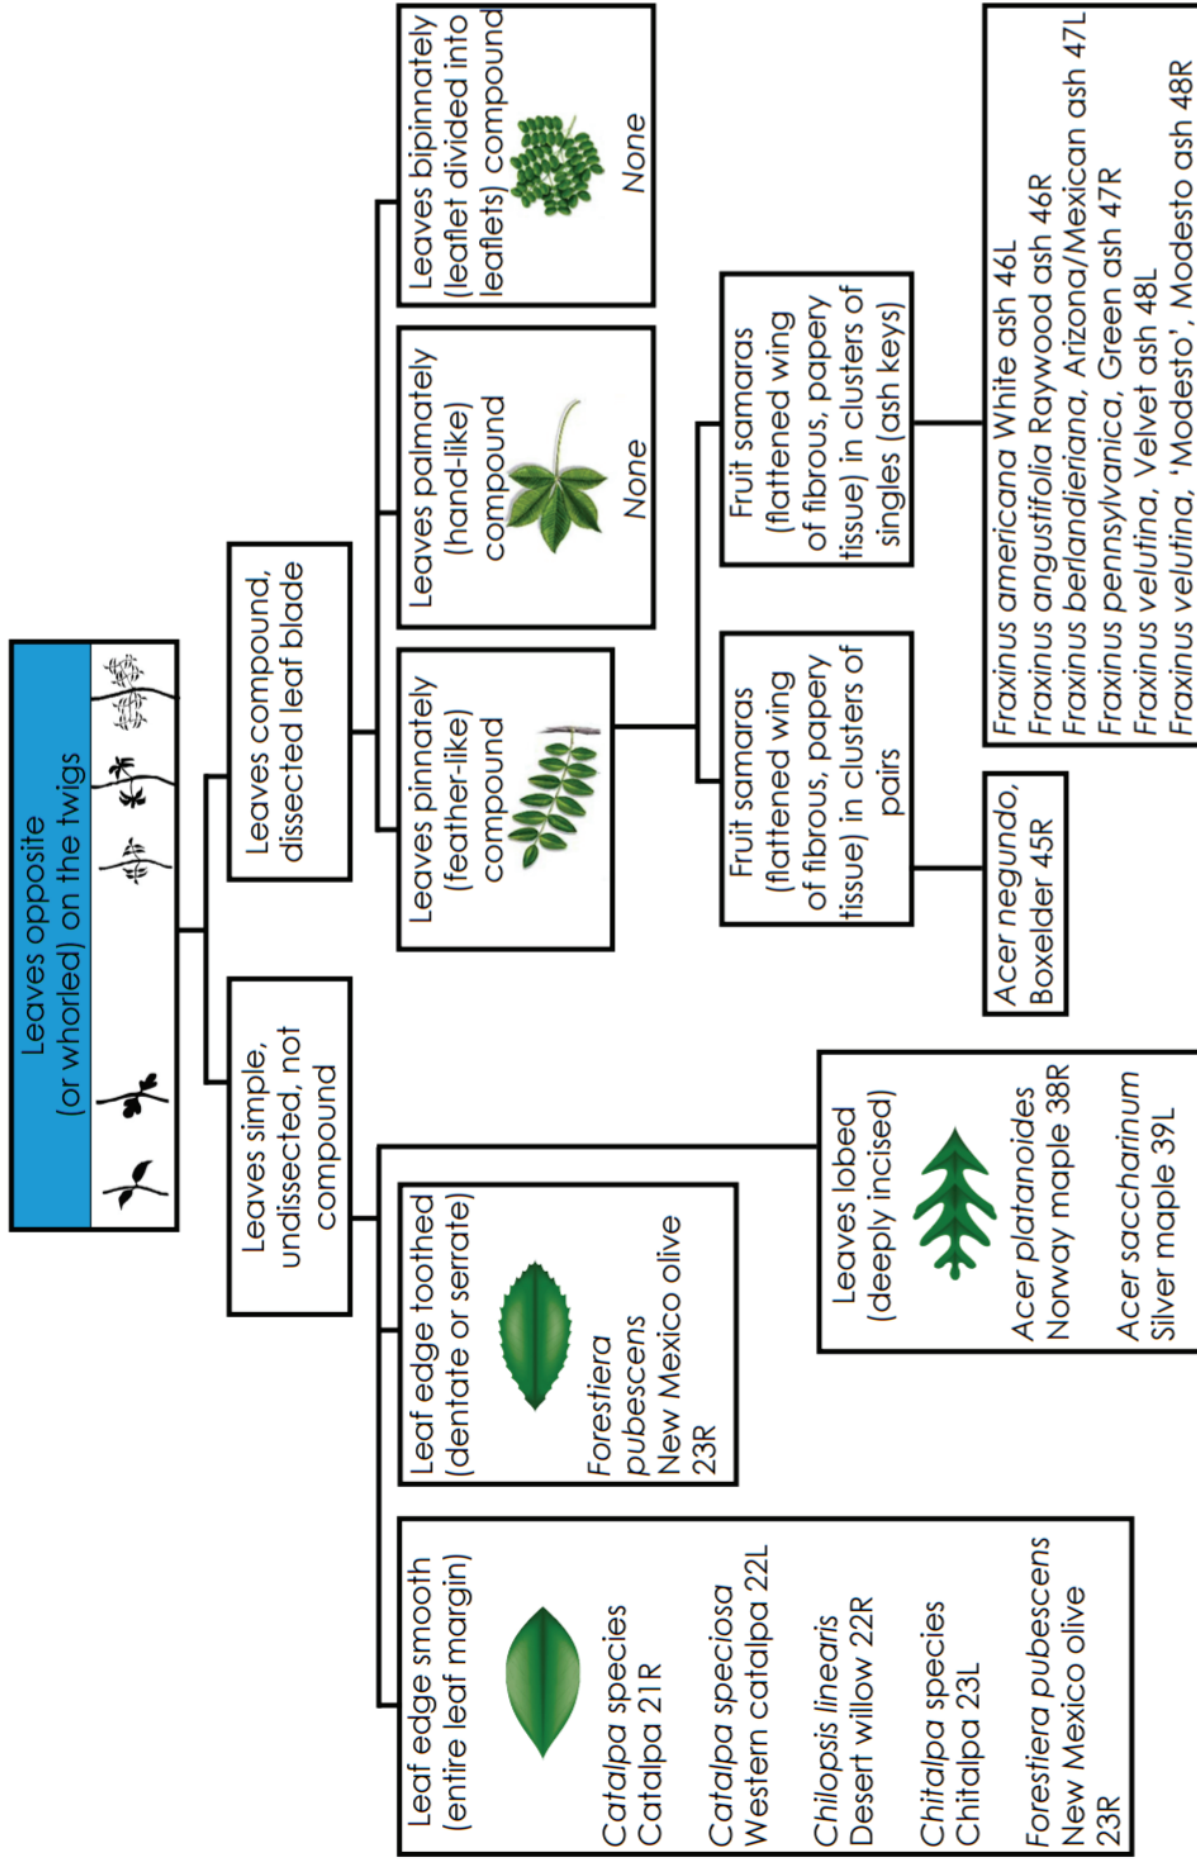 Leaves opposite
(or whorled) on the twigs
Leaves simple,
undissected, not
compound
Leaves compound,
dissected leaf blade
Leaf edge smooth
(entire leaf margin)
Catalpa species
Catalpa 21R
Catalpa speciosa
Western catalpa 22L
Chilopsis linearis
Desert willow 22R
Chitalpa species
Chitalpa 23L
Forestiera pubescens
New Mexico olive
23R
Leaf edge toothed
(dentate or serrate)
Forestiera
pubescens
New Mexico olive
23R
Leaves lobed
(deeply incised)
Acer platanoides
Norway maple 38R
Acer saccharinum
Silver maple 39L
Leaves pinnately
(feather-like)
compound
Leaves palmately
(hand-like)
compound
None
Leaves bipinnately
(leaflet divided into
leaflets) compound
None
Fruit samaras
(flattened wing
of fibrous, papery
tissue) in clusters of
pairs
Fruit samaras
(flattened wing
of fibrous, papery
tissue) in clusters of
singles (ash keys)
Acer negundo,
Boxelder 45R
Fraxinus americana White ash 46L
Fraxinus angustifolia Raywood ash 46R
Fraxinus berlandieriana, Arizona/Mexican ash 47L
Fraxinus pennsylvanica, Green ash 47R
Fraxinus velutina, Velvet ash 48L
Fraxinus velutina, ‘Modesto’, Modesto ash 48R